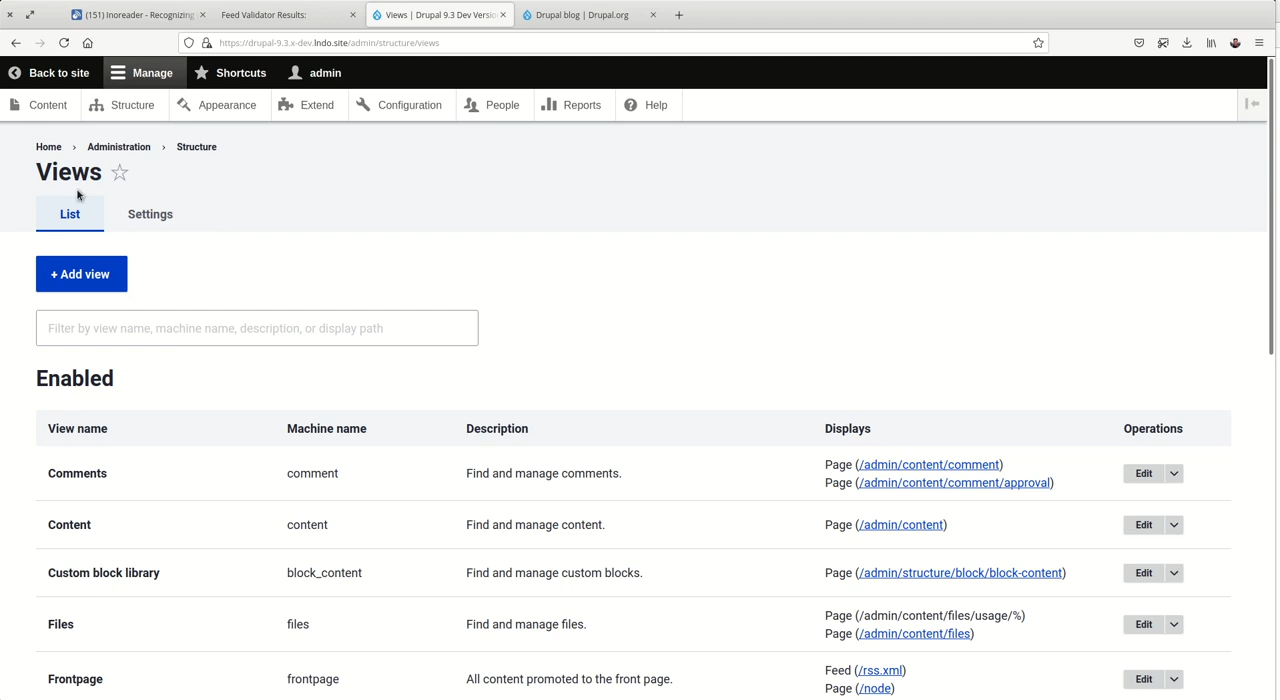 (151) Inoreader - Recognizing
Feed Validator Results:
Views | Drupal 9.3 Dev Versio
Drupal blog | Drupal.org
https://drupal-9.3.x-dev.lndo.site/admin/structure/views
Back to site Manage Shortcuts admin
Content Structure Appearance Extend Configuration People Reports Help
Home › Administration › Structure
Views
List Settings
+ Add view
Filter by view name, machine name, description, or display path
Enabled
View name Machine name Description Displays Operations
Comments comment Find and manage comments. Page (/admin/content/comment) Edit
Page (/admin/content/comment/approval)
Content content Find and manage content. Page (/admin/content) Edit
Custom block library block_content Find and manage custom blocks. Page (/admin/structure/block/block-content) Edit
Files files Find and manage files. Page (/admin/content/files/usage/%) Edit
Page (/admin/content/files)
Frontpage frontpage All content promoted to the front page. Feed (/rss.xml) Edit
Page (/node)